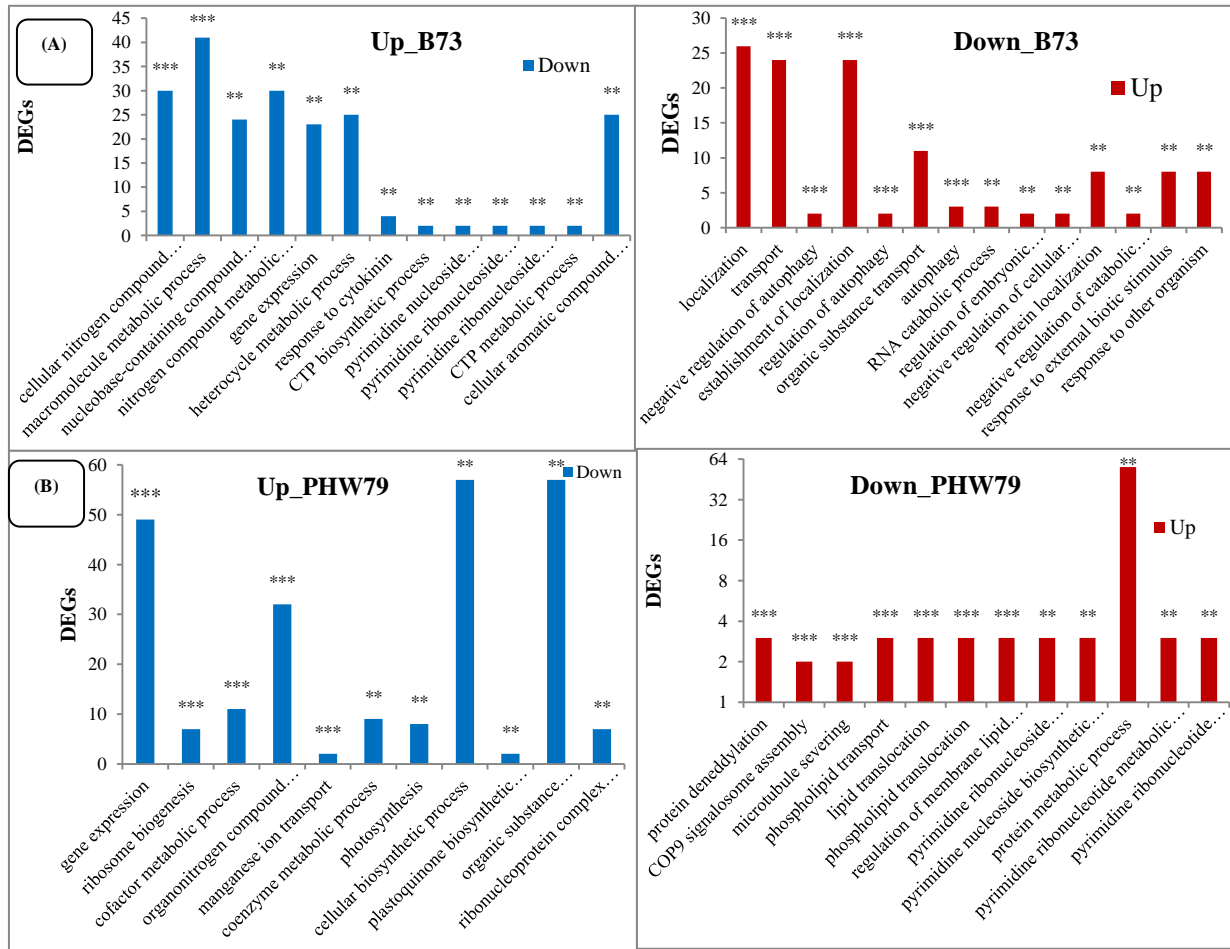 (A)
Up_B73
Down
DEGs
45
40
35
30
25
20
15
10
5
0
***
***
**
**
**
**
**
**
**
**
**
**
**
cellular nitrogen compound…
macromolecule metabolic process
nucleobase-containing compound…
nitrogen compound metabolic…
gene expression
heterocycle metabolic process
response to cytokinin
CTP biosynthetic process
pyrimidine nucleoside…
pyrimidine ribonucleoside…
pyrimidine ribonucleoside…
CTP metabolic process
cellular aromatic compound…
Down_B73
Up
DEGs
30
25
20
15
10
5
0
***
***
***
***
***
***
***
**
**
**
**
**
**
**
localization
transport
negative regulation of autophagy
establishment of localization
regulation of autophagy
organic substance transport
autophagy
RNA catabolic process
regulation of embryonic…
negative regulation of cellular…
protein localization
negative regulation of catabolic…
response to external biotic stimulus
response to other organism
(B)
Up_PHW79
Down
DEGs
60
50
40
30
20
10
0
***
***
***
***
***
**
**
**
**
**
**
gene expression
ribosome biogenesis
cofactor metabolic process
organonitrogen compound…
manganese ion transport
coenzyme metabolic process
photosynthesis
cellular biosynthetic process
plastoquinone biosynthetic…
organic substance…
ribonucleoprotein complex…
Down_PHW79
Up
DEGs
64
32
16
8
4
2
1
***
***
***
***
***
***
***
**
**
**
**
**
protein deneddylation
COP9 signalosome assembly
microtubule severing
phospholipid transport
lipid translocation
phospholipid translocation
regulation of membrane lipid…
pyrimidine ribonucleoside…
pyrimidine nucleoside biosynthetic…
protein metabolic process
pyrimidine ribonucleotide metabolic…
pyrimidine ribonucleotide…